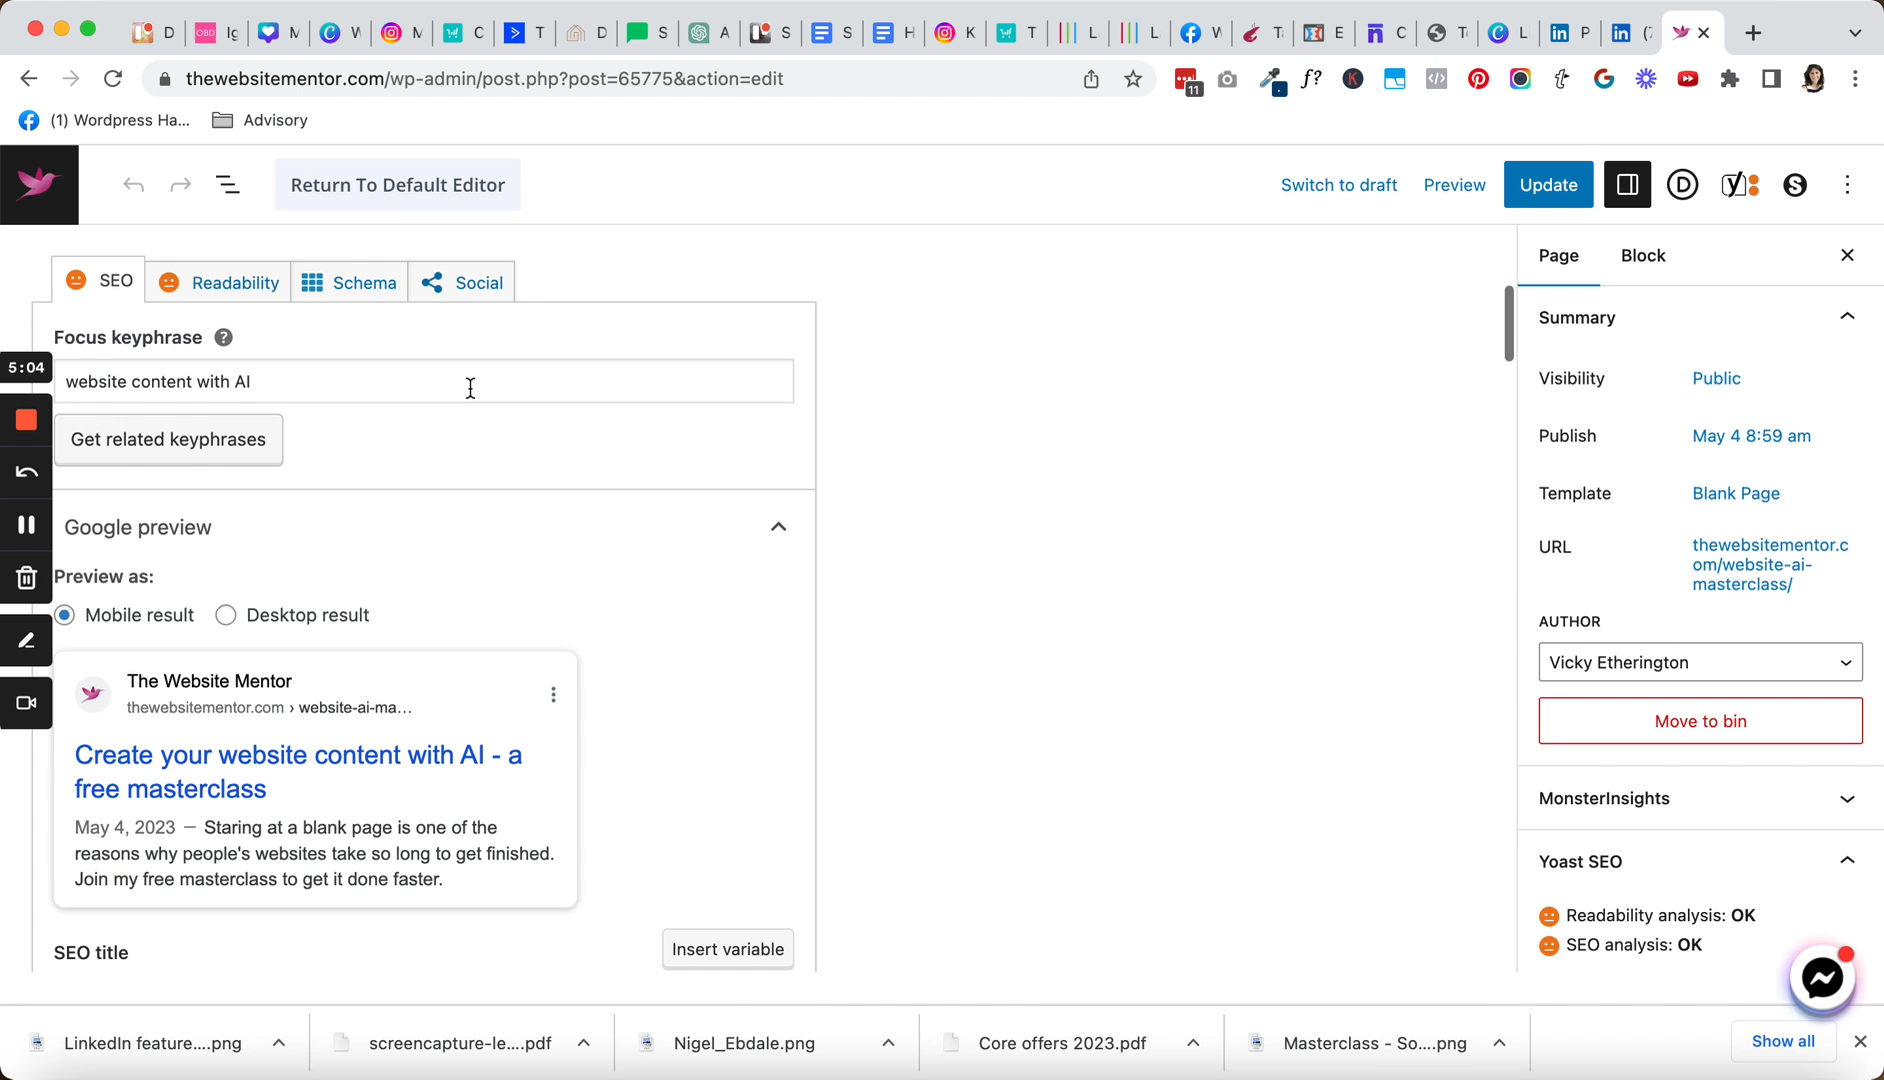 D
OBD Ig
M
W
M
C
T
D
S
A
S
S
H
K
T
L
L
W
T
E
C
T
L
P
(7
thewebsitementor.com/wp-admin/post.php?post=65775&action=edit
11
f?
K
(1) Wordpress Ha...
Advisory
Return To Default Editor
Switch to draft
Preview
Update
Page
Block
SEO
Readability
Schema
Social
Summary
Focus keyphrase
5:04
website content with AI
Visibility
Public
Get related keyphrases
Publish
May 4 8:59 am
Template
Blank Page
Google preview
URL
thewebsitementor.c
om/website-ai-
masterclass/
Preview as:
Mobile result
Desktop result
AUTHOR
Vicky Etherington
The Website Mentor
thewebsitementor.com › website-ai-ma...
Move to bin
Create your website content with AI - a
free masterclass
MonsterInsights
May 4, 2023 – Staring at a blank page is one of the
reasons why people's websites take so long to get finished.
Join my free masterclass to get it done faster.
Yoast SEO
Readability analysis: OK
SEO analysis: OK
SEO title
Insert variable
LinkedIn feature....png
screencapture-le....pdf
Nigel_Ebdale.png
Core offers 2023.pdf
Masterclass - So....png
Show all